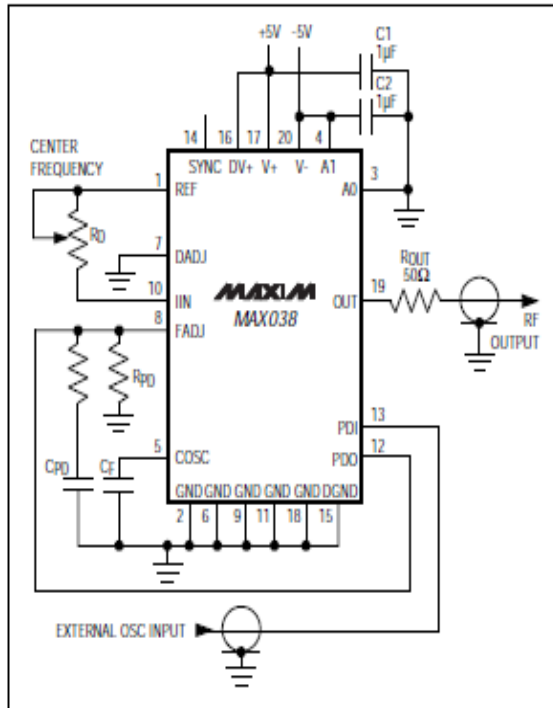 +5V -5V
C1
1µF
C2
1µF
14 16 17 20 4
SYNC DV+ V+ V- A1
CENTER
FREQUENCY
1 REF
A0 3
RD
7 DADJ
ROUT
50Ω
10 IIN
MAXIM
MAX038
OUT 19
8 FADJ
RF
OUTPUT
RPD
PDI 13
PDO 12
5 COSC
CPD CF
GND GND GND GND GND DGND
2 6 9 11 18 15
EXTERNAL OSC INPUT